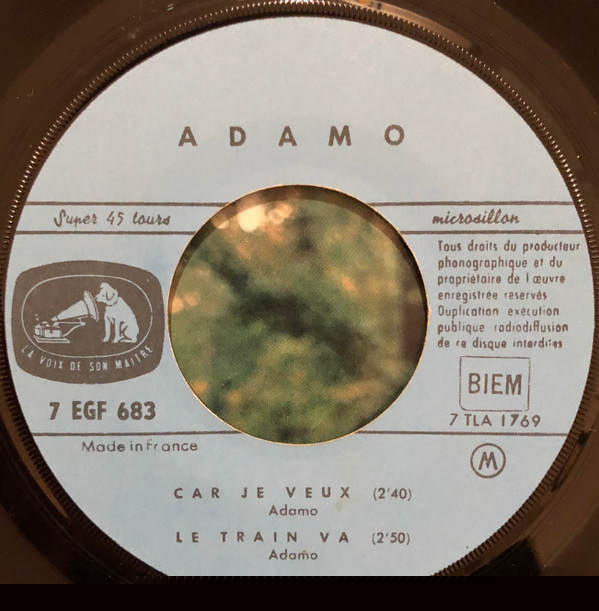 ADAMO
Super 45 tours
microsillon
Tous droits du producteur
phonographique et du
propriétaire de l œuvre
enregistrée réservés
Duplication exécution
publique radiodiffusion
de ce disque interdites
LA VOIX DE SON MAITRE
BIEM
7 EGF 683
7 TLA 1769
Made in France
M
CAR JE VEUX (2'40)
Adamo
LE TRAIN VA (2'50)
Adamo